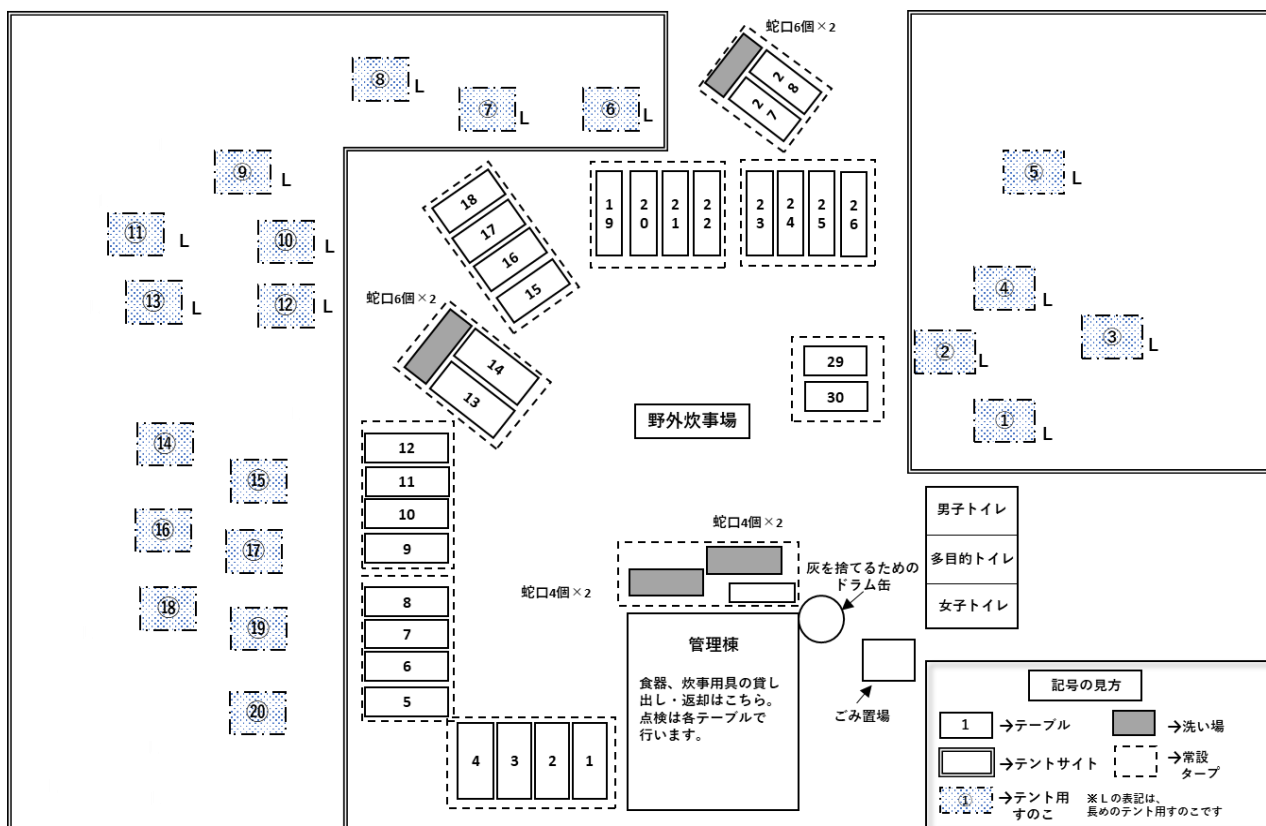 蛇口6個×2
⑧ L
⑦ L
⑥ L
2
8
2
7
⑨ L
⑤ L
18
17
16
15
1
9
2
0
2
1
2
2
2
3
2
4
2
5
2
6
⑪ L
⑩ L
⑬ L
⑫ L
④ L
③ L
② L
① L
蛇口6個×2
14
13
29
30
野外炊事場
12
11
10
9
8
7
6
5
⑭
⑮
⑯
⑰
⑱
⑲
⑳
4
3
2
1
蛇口4個×2
蛇口4個×2
灰を捨てるための
ドラム缶
男子トイレ
多目的トイレ
女子トイレ
管理棟
食器、炊事用具の貸し
出し・返却はこちら。
点検は各テーブルで
行います。
ごみ置場
記号の見方
1 →テーブル
→洗い場
→テントサイト
→常設
タープ
① →テント用
すのこ
※Lの表記は、
長めのテント用すのこです